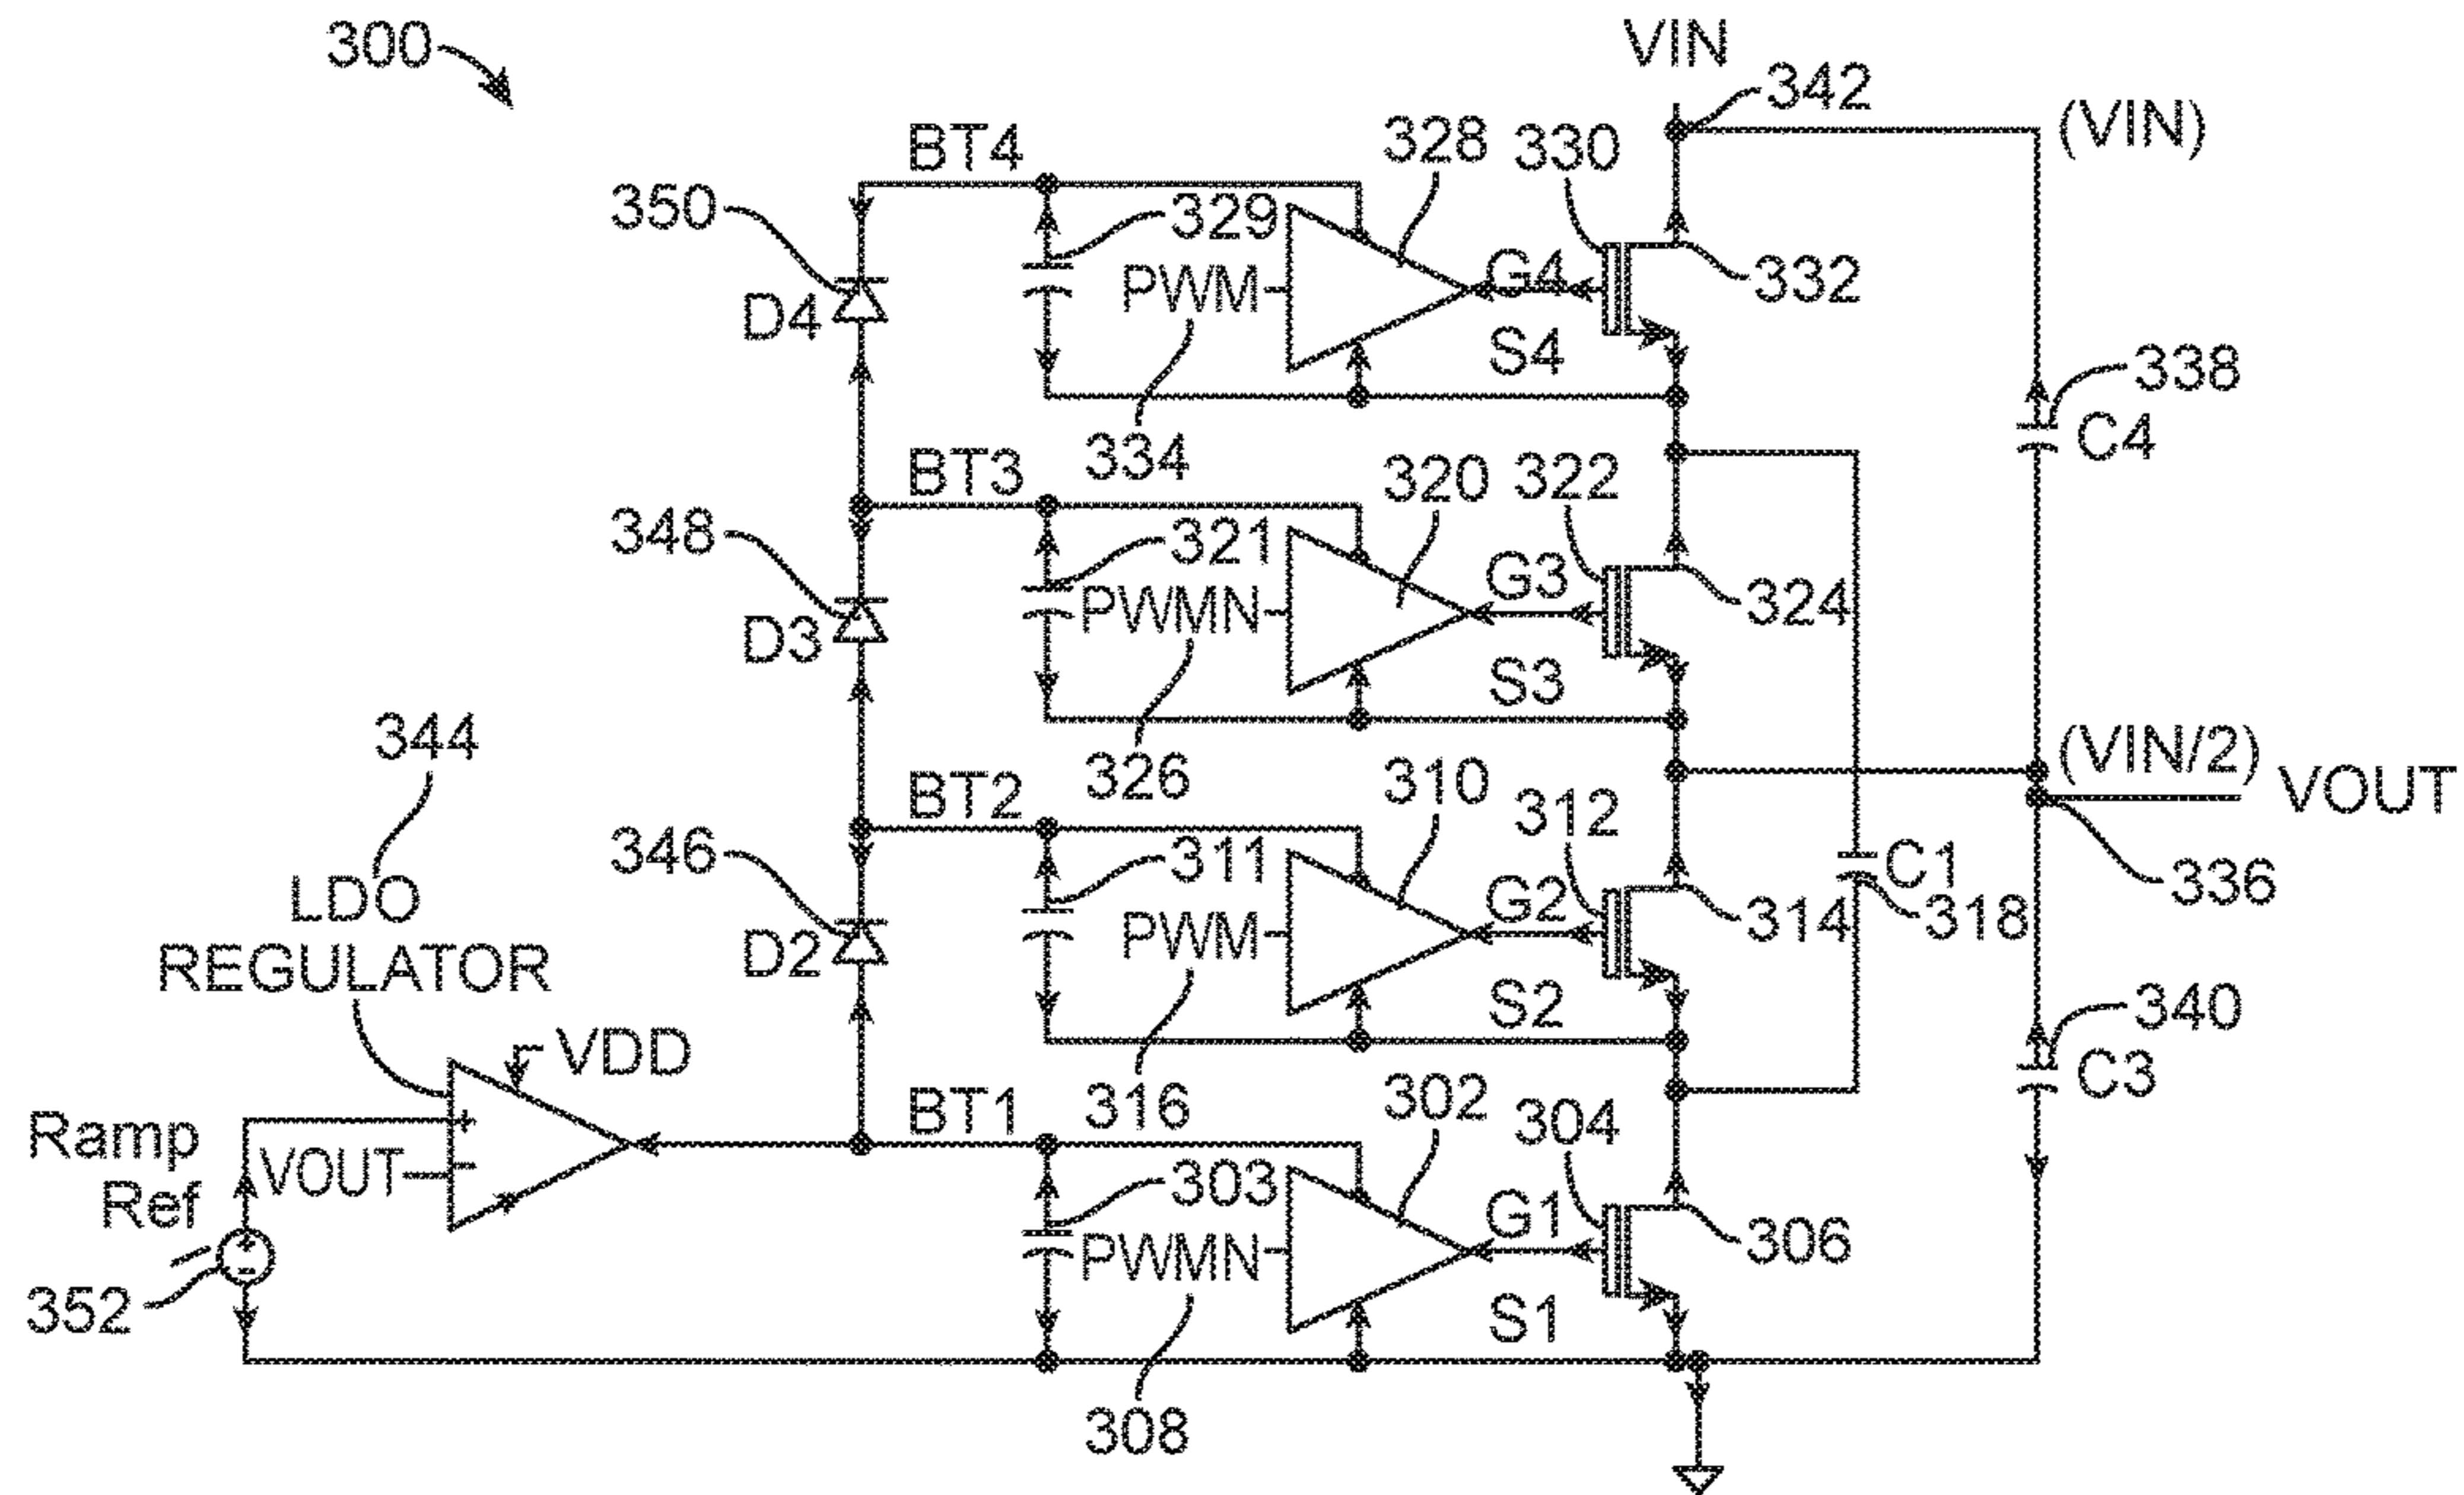 300
VIN
342
(VIN)
BT4
328
330
350
329
PWM
G4
332
D4
S4
338
C4
334
BT3
320
322
348
321
PWMN
G3
324
D3
S3
344
326
(VIN/2)
VOUT
BT2
310
312
346
311
C1
336
LDO
REGULATOR
PWM
G2
314
318
D2
S2
340
C3
VDD
316
BT1
302
304
Ramp
Ref
+
VOUT
-
303
PWMN
G1
306
+
-
352
S1
308